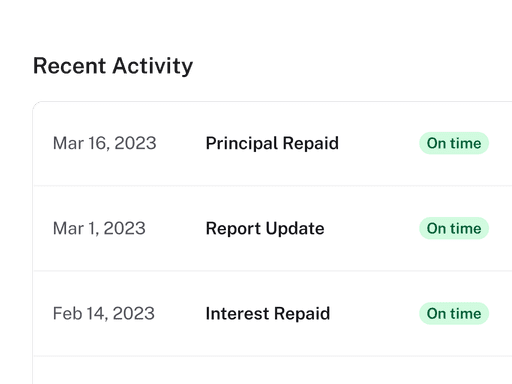 Recent Activity
Mar 16, 2023 Principal Repaid On time
Mar 1, 2023 Report Update On time
Feb 14, 2023 Interest Repaid On time